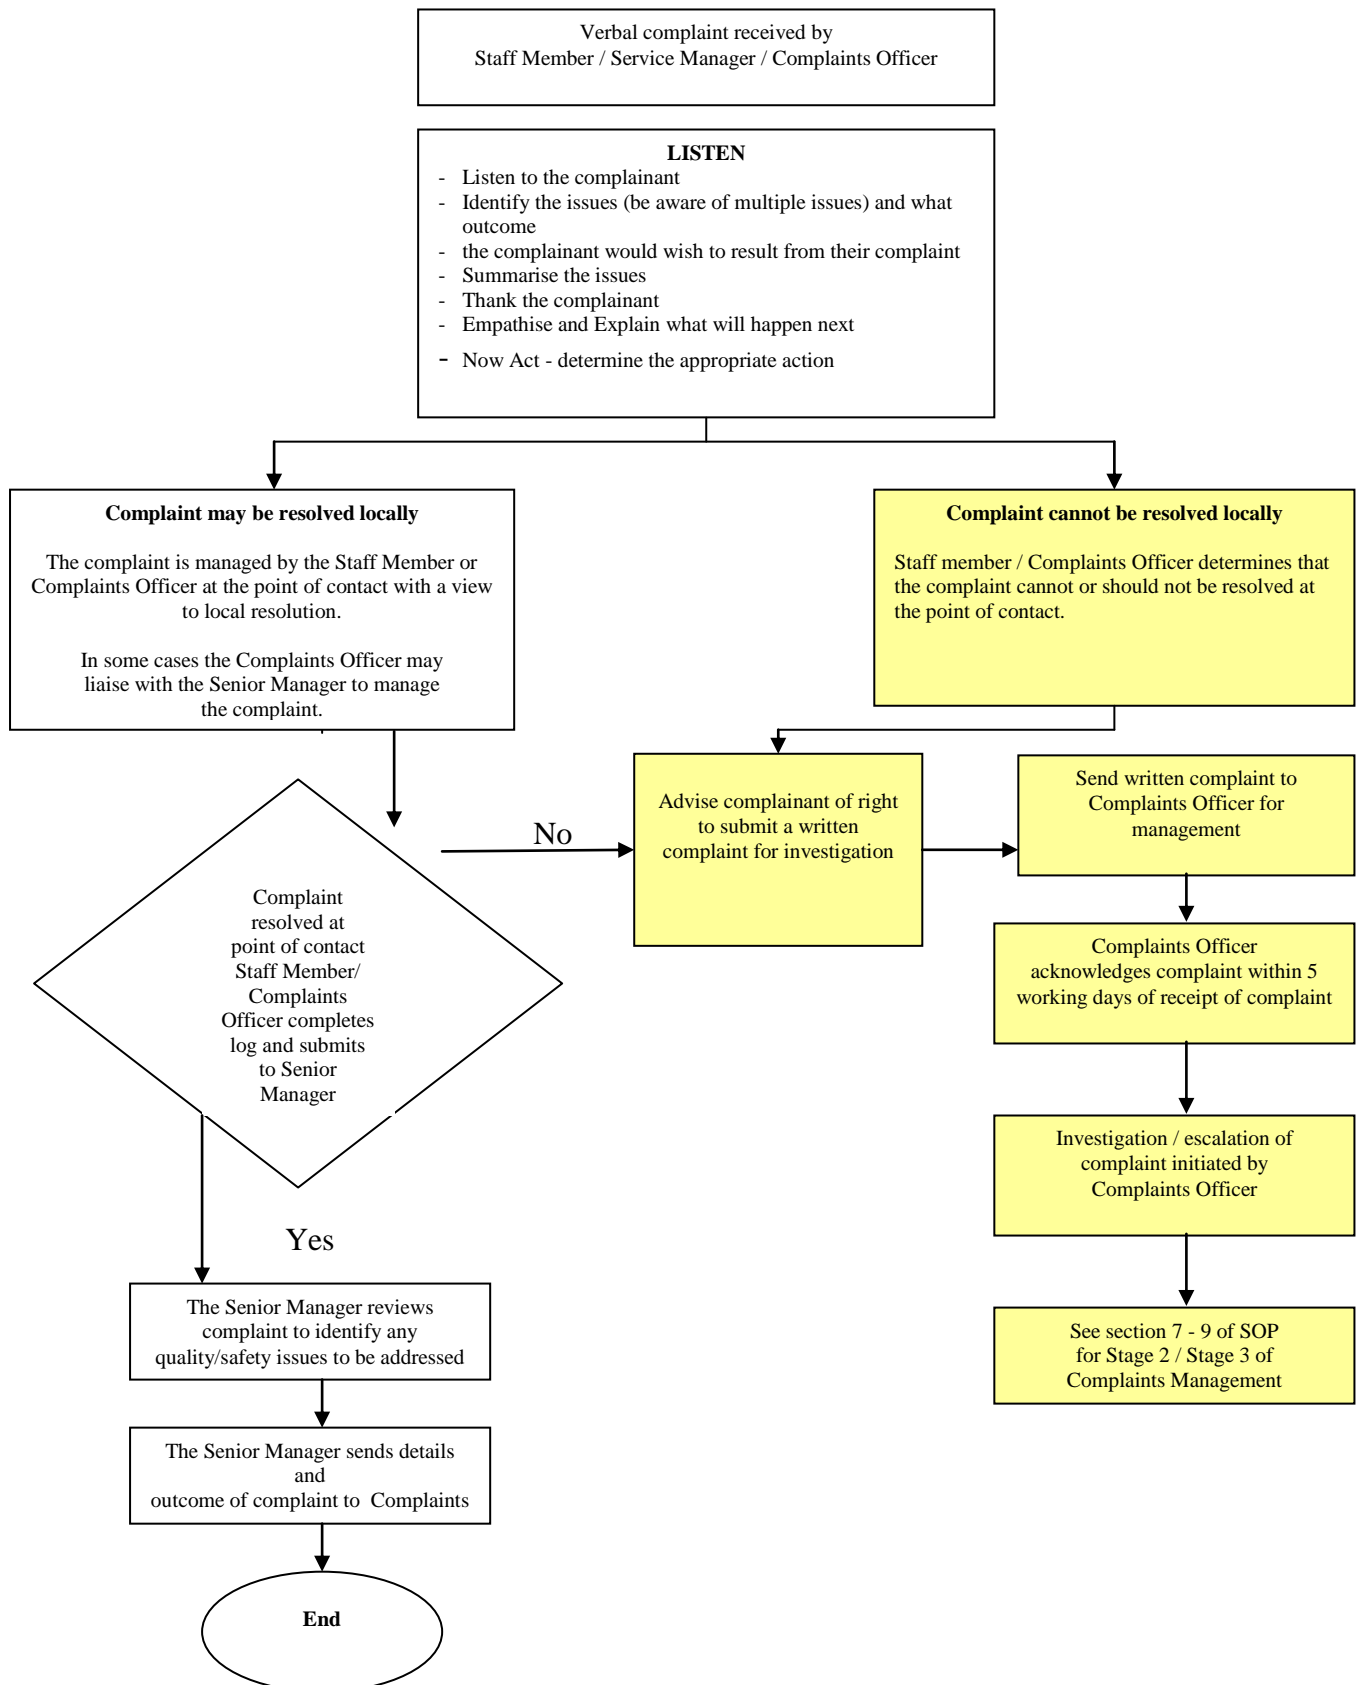 Verbal complaint received by
Staff Member / Service Manager / Complaints Officer
LISTEN
- Listen to the complainant
- Identify the issues (be aware of multiple issues) and what
outcome
- the complainant would wish to result from their complaint
- Summarise the issues
- Thank the complainant
- Empathise and Explain what will happen next
- Now Act - determine the appropriate action
Complaint may be resolved locally
The complaint is managed by the Staff Member or
Complaints Officer at the point of contact with a view
to local resolution.
In some cases the Complaints Officer may
liaise with the Senior Manager to manage
the complaint.
Complaint cannot be resolved locally
Staff member / Complaints Officer determines that
the complaint cannot or should not be resolved at
the point of contact.
Complaint
resolved at
point of contact
Staff Member/
Complaints
Officer completes
log and submits
to Senior
Manager
No
Advise complainant of right
to submit a written
complaint for investigation
Send written complaint to
Complaints Officer for
management
Complaints Officer
acknowledges complaint within 5
working days of receipt of complaint
Investigation / escalation of
complaint initiated by
Complaints Officer
See section 7 - 9 of SOP
for Stage 2 / Stage 3 of
Complaints Management
Yes
The Senior Manager reviews
complaint to identify any
quality/safety issues to be addressed
The Senior Manager sends details
and
outcome of complaint to Complaints
End